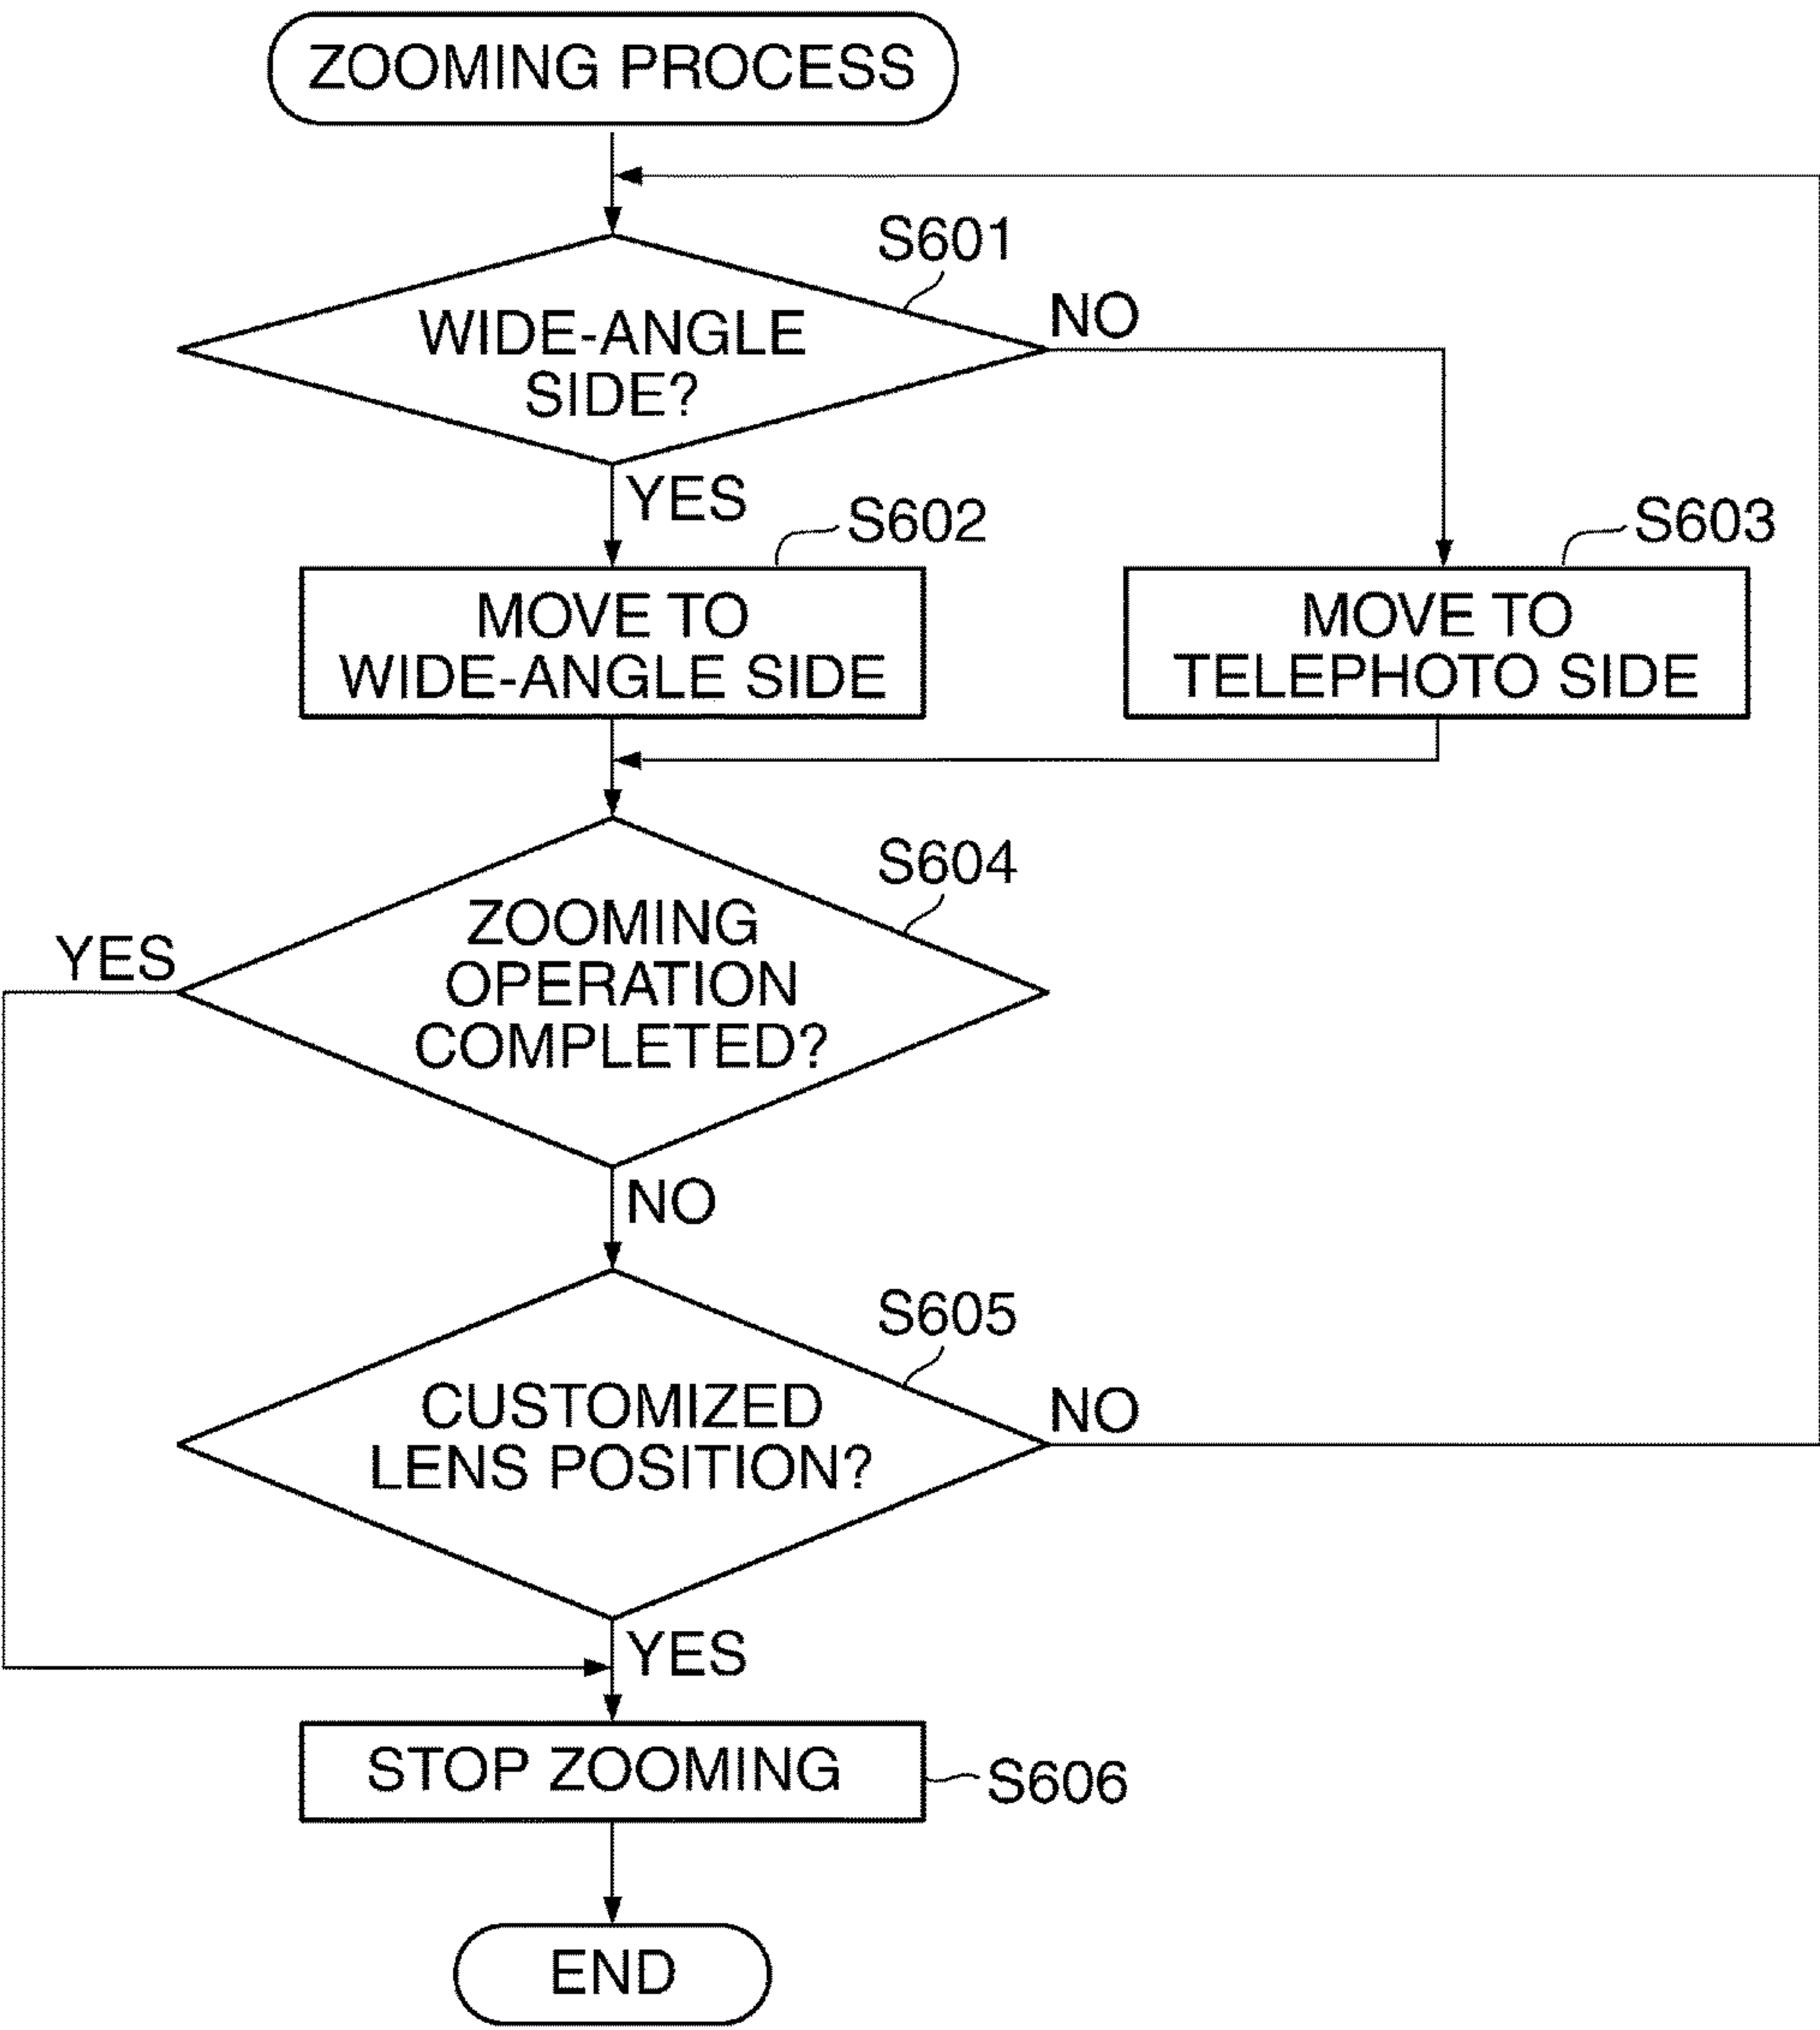 ZOOMING PROCESS
S601
WIDE-ANGLE
SIDE?
NO
YES
S602
MOVE TO
WIDE-ANGLE SIDE
S603
MOVE TO
TELEPHOTO SIDE
S604
ZOOMING
OPERATION
COMPLETED?
YES
NO
S605
CUSTOMIZED
LENS POSITION?
NO
YES
STOP ZOOMING
S606
END